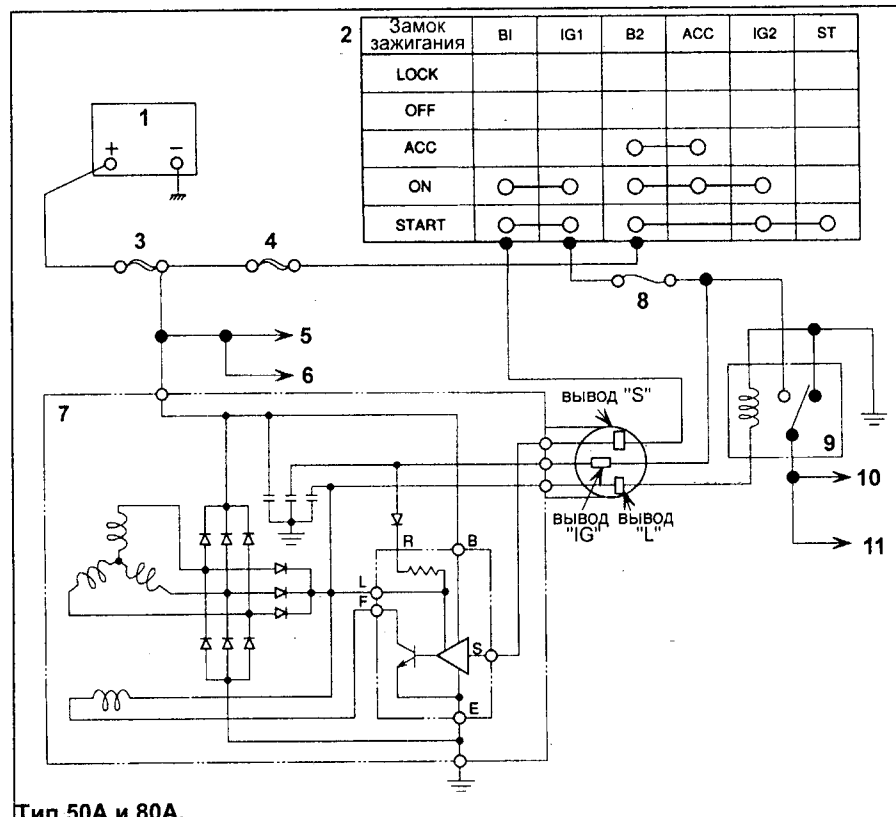 2 Замок зажигания BI IG1 B2 ACC IG2 ST
LOCK
OFF
ACC
ON
START
1
+ −
3 4
8
5
6
7
вывод "S"
9
вывод "IG"
вывод "L"
10
11
R B
L
F
S
E
Тип 50А и 80А.